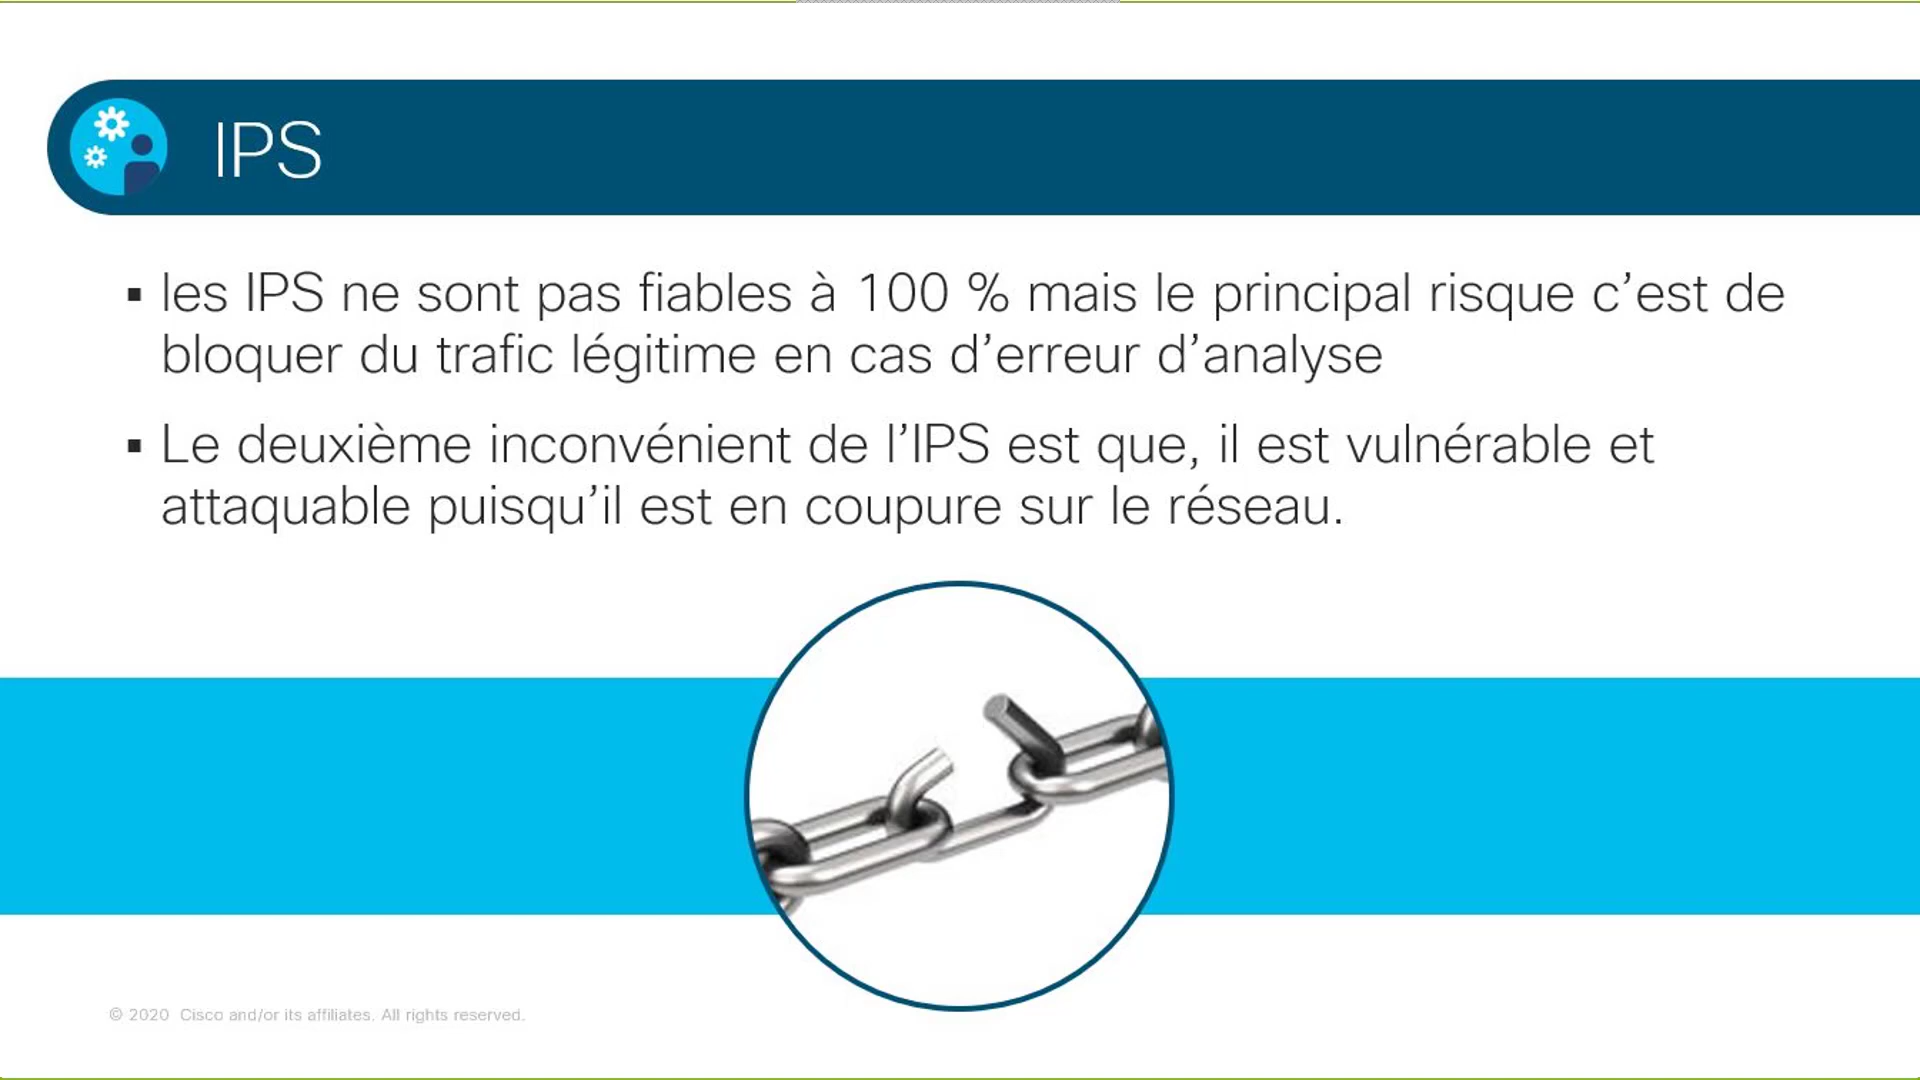 IPS
▪ les IPS ne sont pas fiables à 100 % mais le principal risque c’est de
bloquer du trafic légitime en cas d’erreur d’analyse
▪ Le deuxième inconvénient de l’IPS est que, il est vulnérable et
attaquable puisqu’il est en coupure sur le réseau.
© 2020 Cisco and/or its affiliates. All rights reserved.